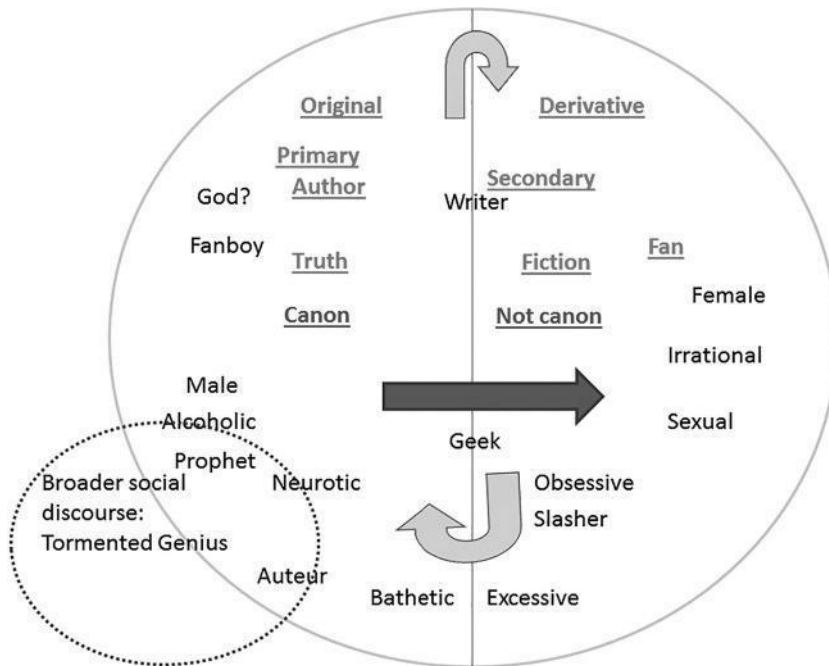 Original
Derivative
Primary
Author
Secondary
God?
Writer
Fanboy
Truth
Fiction
Fan
Female
Canon
Not canon
Irrational
Male
Alcoholic
Sexual
Geek
Prophet
Neurotic
Obsessive
Slasher
Broader social
discourse:
Tormented Genius
Auteur
Bathetic
Excessive